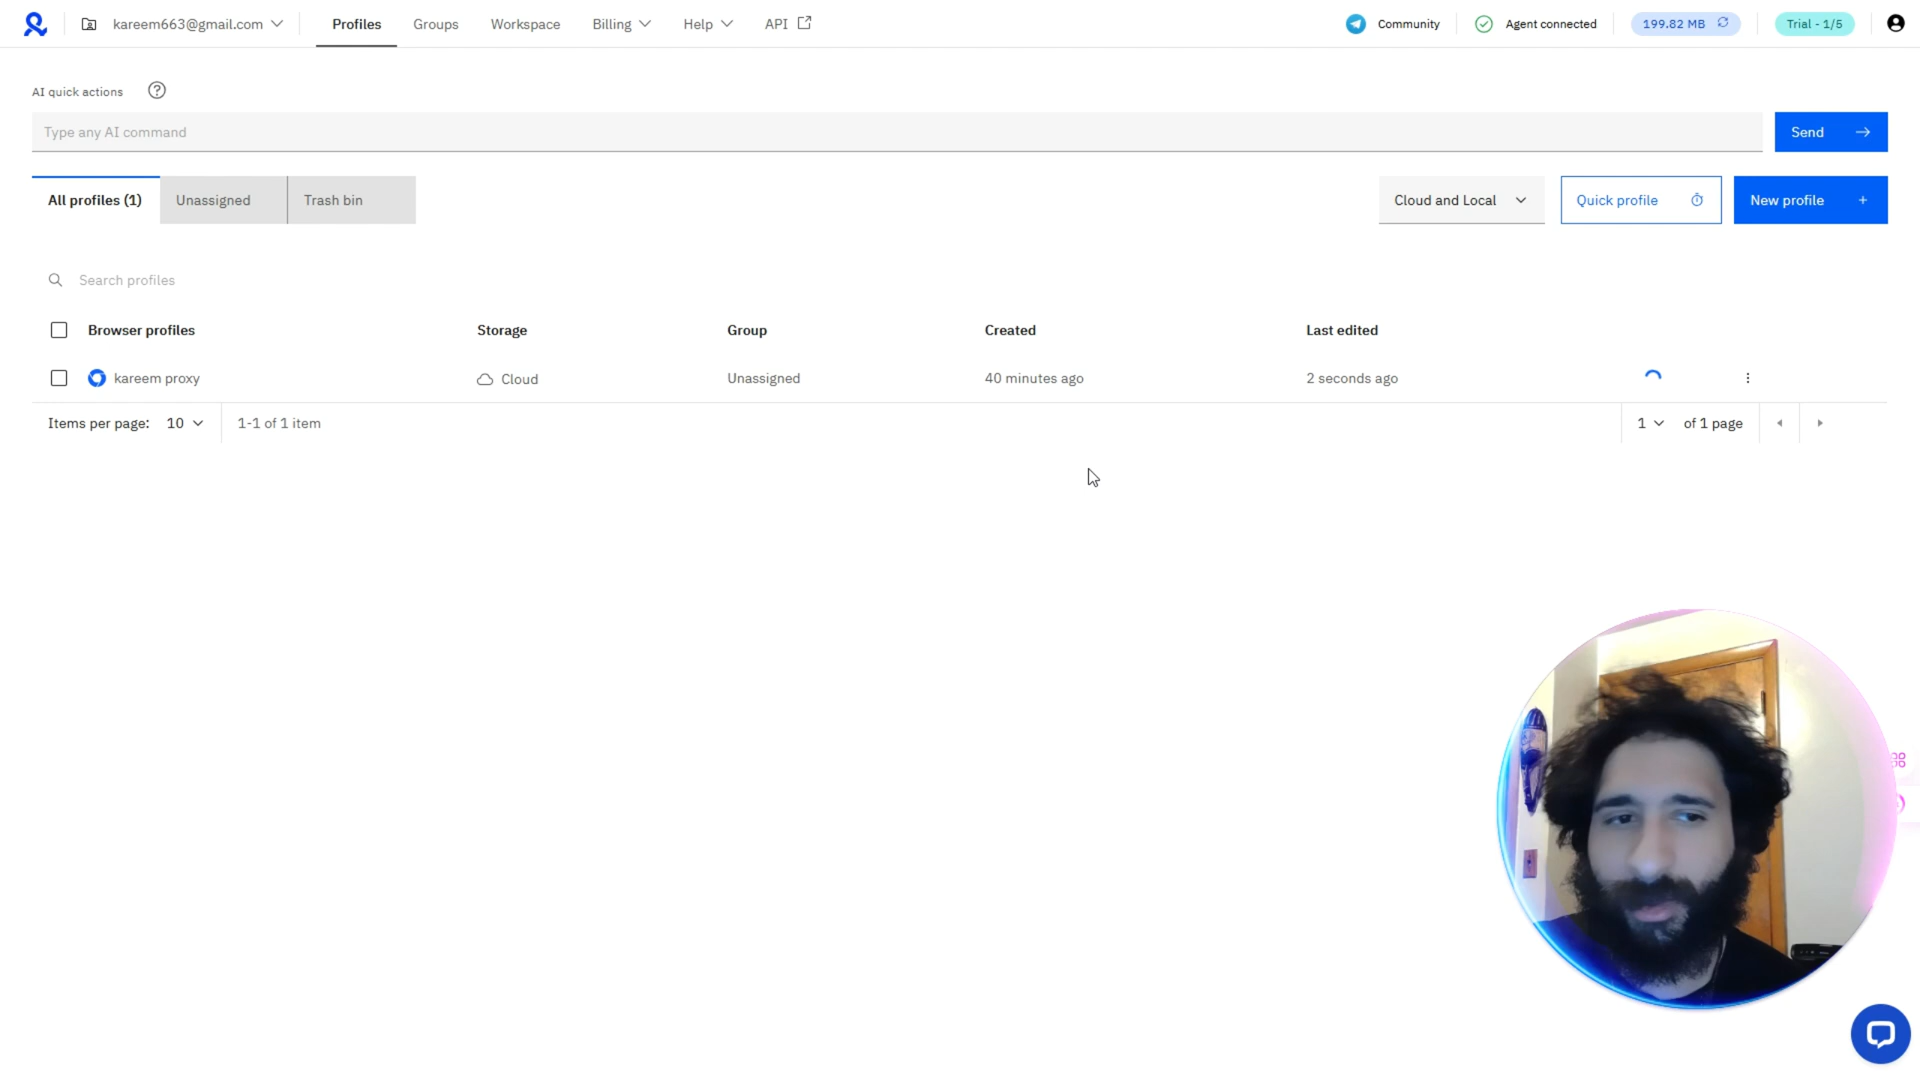 kareem663@gmail.com Profiles Groups Workspace Billing Help API Community Agent connected 199.82 MB Trial - 1/5
AI quick actions
Type any AI command Send
All profiles (1) Unassigned Trash bin Cloud and Local Quick profile New profile +
Search profiles
Browser profiles Storage Group Created Last edited
kareem proxy Cloud Unassigned 40 minutes ago 2 seconds ago
Items per page: 10 1-1 of 1 item 1 of 1 page